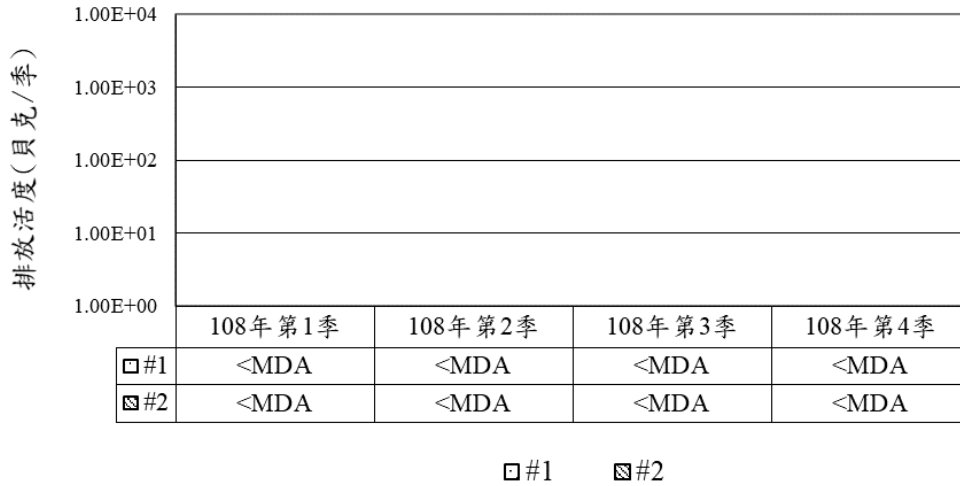 排放活度(貝克/季)
1.00E+04
1.00E+03
1.00E+02
1.00E+01
1.00E+00
108年第1季 108年第2季 108年第3季 108年第4季
#1 <MDA <MDA <MDA <MDA
#2 <MDA <MDA <MDA <MDA
#1 #2